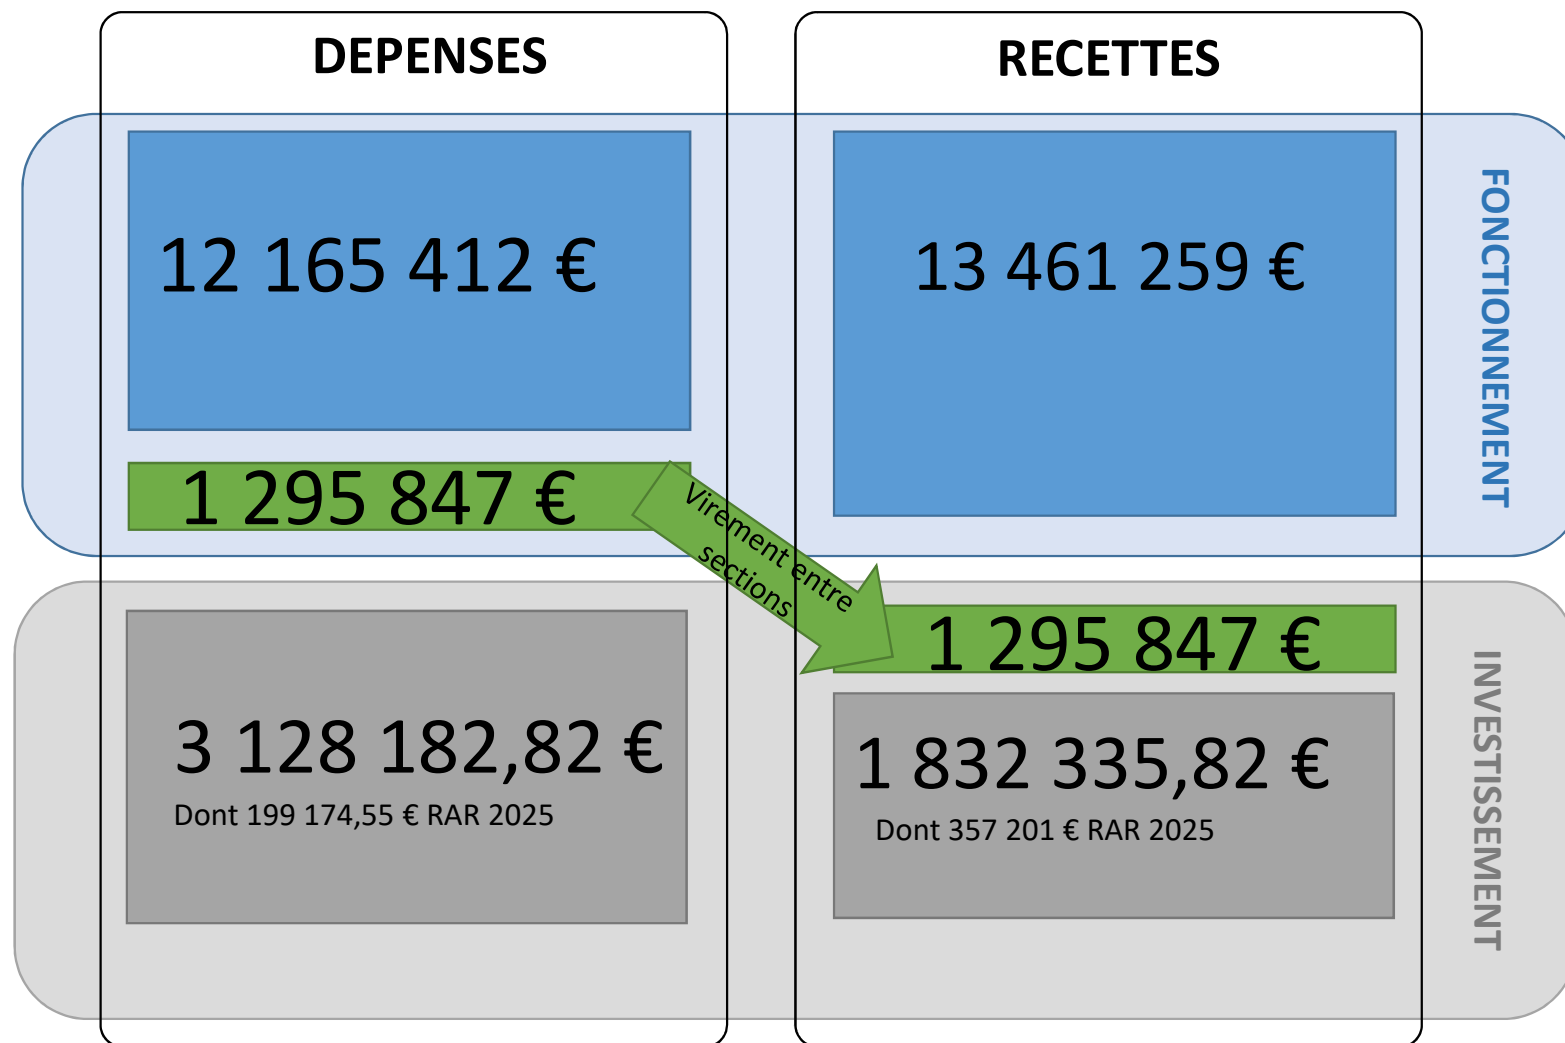 DEPENSES
RECETTES
12 165 412 €
13 461 259 €
FONCTIONNEMENT
1 295 847 €
Virement entre
sections
1 295 847 €
3 128 182,82 €
Dont 199 174,55 € RAR 2025
1 832 335,82 €
Dont 357 201 € RAR 2025
INVESTISSEMENT